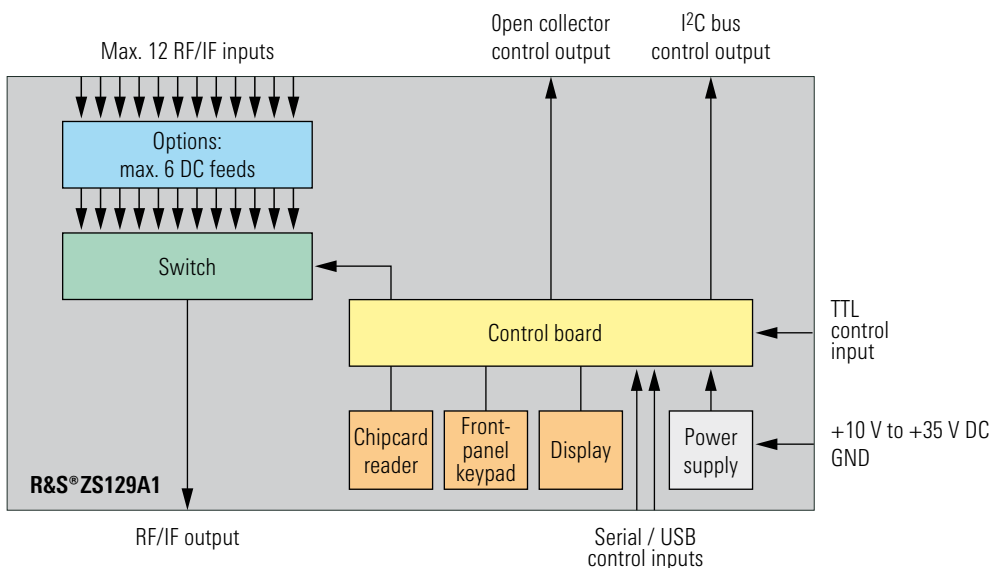 Max. 12 RF/IF inputs
Open collector
control output
I²C bus
control output
Options:
max. 6 DC feeds
Switch
Control board
TTL
control
input
Chipcard
reader
Front-
panel
keypad
Display
Power
supply
+10 V to +35 V DC
GND
R&S®ZS129A1
RF/IF output
Serial / USB
control inputs